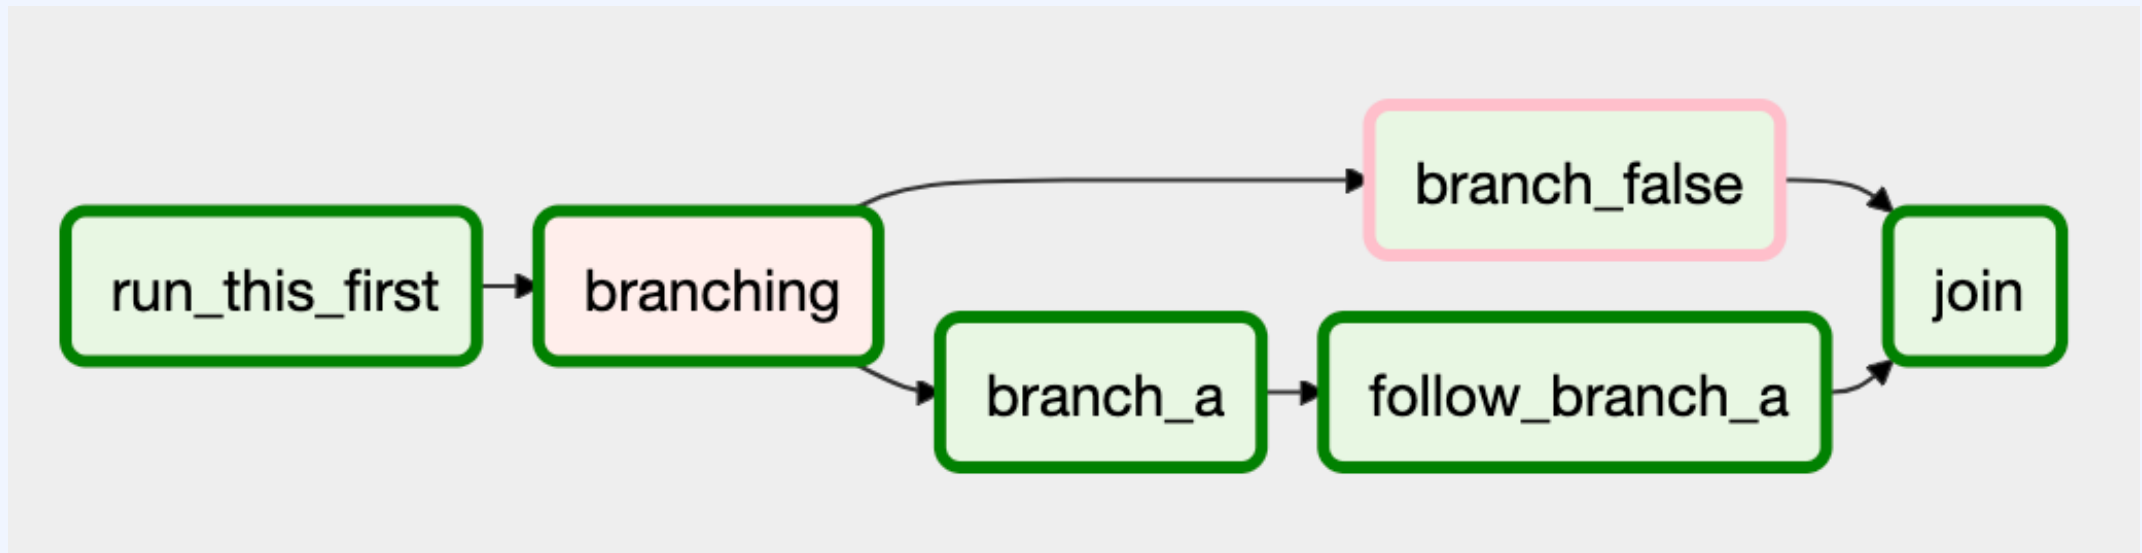 run_this_first
branching
branch_false
branch_a
follow_branch_a
join